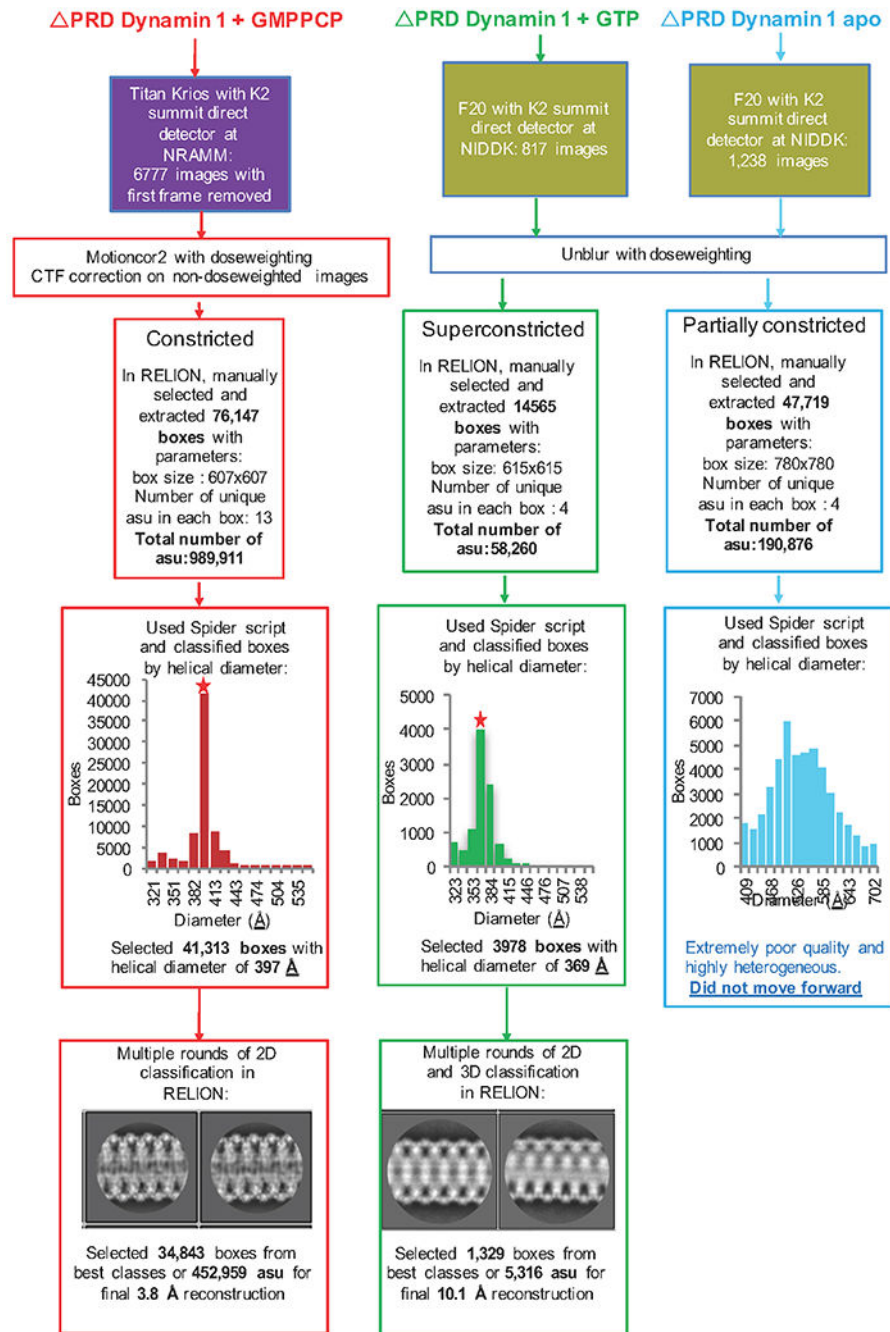 △PRD Dynamin 1 + GMPPCP
△PRD Dynamin 1 + GTP
△PRD Dynamin 1 apo
Titan Krios with K2
summit direct
detector at
NRAMM:
6777 images with
first frame removed
F20 with K2 summit
direct detector at
NIDDK: 817 images
F20 with K2
summit direct
detector at NIDDK:
1,238 images
Motioncor2 with doseweighting
CTF correction on non-doseweighted images
Unblur with doseweighting
Constricted
In RELION, manually
selected and
extracted 76,147
boxes with
parameters:
box size : 607x607
Number of unique
asu in each box: 13
Total number of
asu:989,911
Superconstricted
In RELION, manually
selected and
extracted 14565
boxes with
parameters:
box size: 615x615
Number of unique
asu in each box : 4
Total number of
asu:58,260
Partially constricted
In RELION, manually
selected and
extracted 47,719
boxes with
parameters:
box size: 780x780
Number of unique
asu in each box : 4
Total number of
asu:190,876
Used Spider script
and classified boxes
by helical diameter:
45000
40000
35000
30000
25000
20000
15000
10000
5000
0
Boxes
321 351 382 413 443 474 504 535
Diameter (Å)
Selected 41,313 boxes with
helical diameter of 397 Å
Used Spider script
and classified boxes
by helical diameter:
5000
4000
3000
2000
1000
0
Boxes
323 353 384 415 446 476 507 538
Diameter (Å)
Selected 3978 boxes with
helical diameter of 369 Å
Used Spider script
and classified boxes
by helical diameter:
7000
6000
5000
4000
3000
2000
1000
0
Boxes
409 468 526 585 643 702
Diameter (Å)
Extremely poor quality and
highly heterogeneous.
Did not move forward
Multiple rounds of 2D
classification in
RELION:
Selected 34,843 boxes from
best classes or 452,959 asu for
final 3.8 Å reconstruction
Multiple rounds of 2D
and 3D classification
in RELION:
Selected 1,329 boxes from
best classes or 5,316 asu for
final 10.1 Å reconstruction